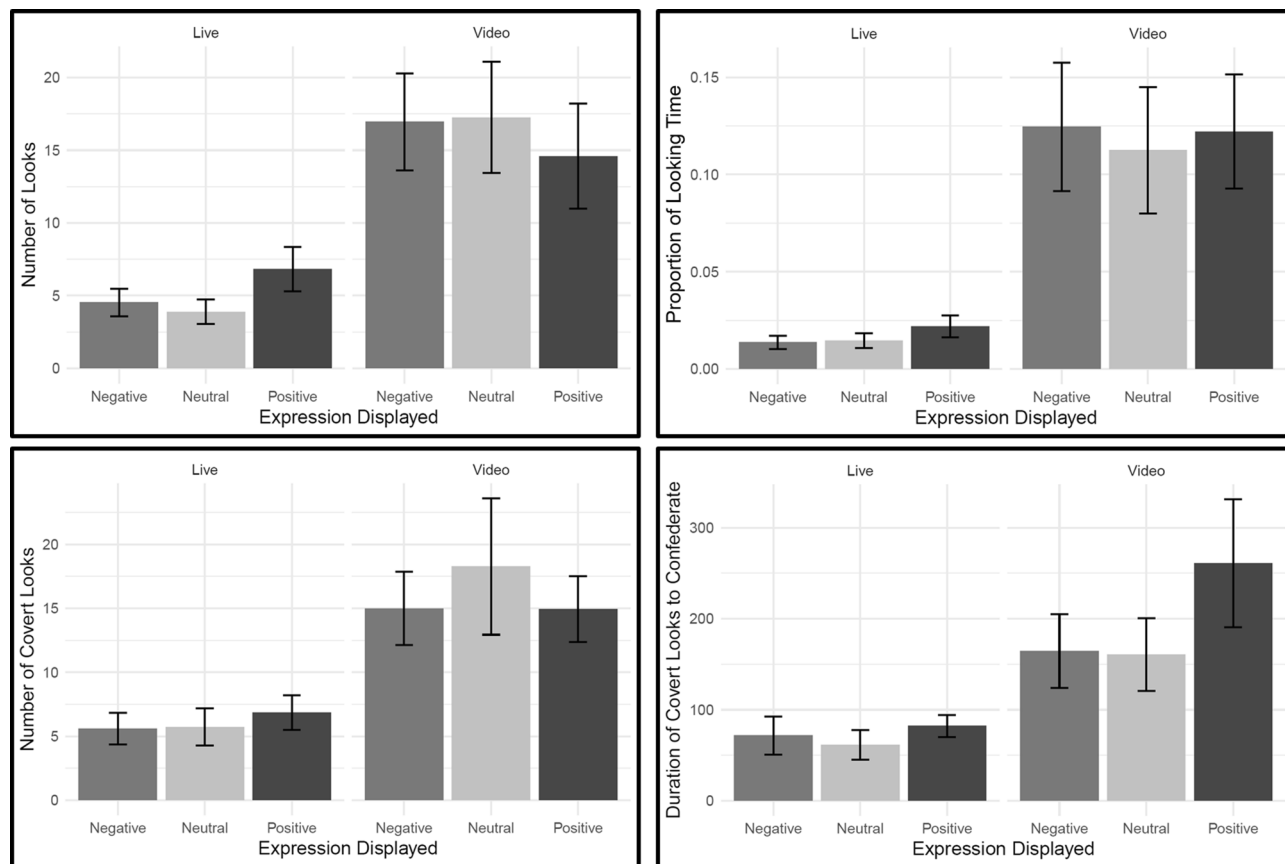 Live Video
Number of Looks
20
15
10
5
0
Negative Neutral Positive Negative Neutral Positive
Expression Displayed
Live Video
Proportion of Looking Time
0.15
0.10
0.05
0.00
Negative Neutral Positive Negative Neutral Positive
Expression Displayed
Live Video
Number of Covert Looks
20
15
10
5
0
Negative Neutral Positive Negative Neutral Positive
Expression Displayed
Live Video
Duration of Covert Looks to Confederate
300
200
100
0
Negative Neutral Positive Negative Neutral Positive
Expression Displayed